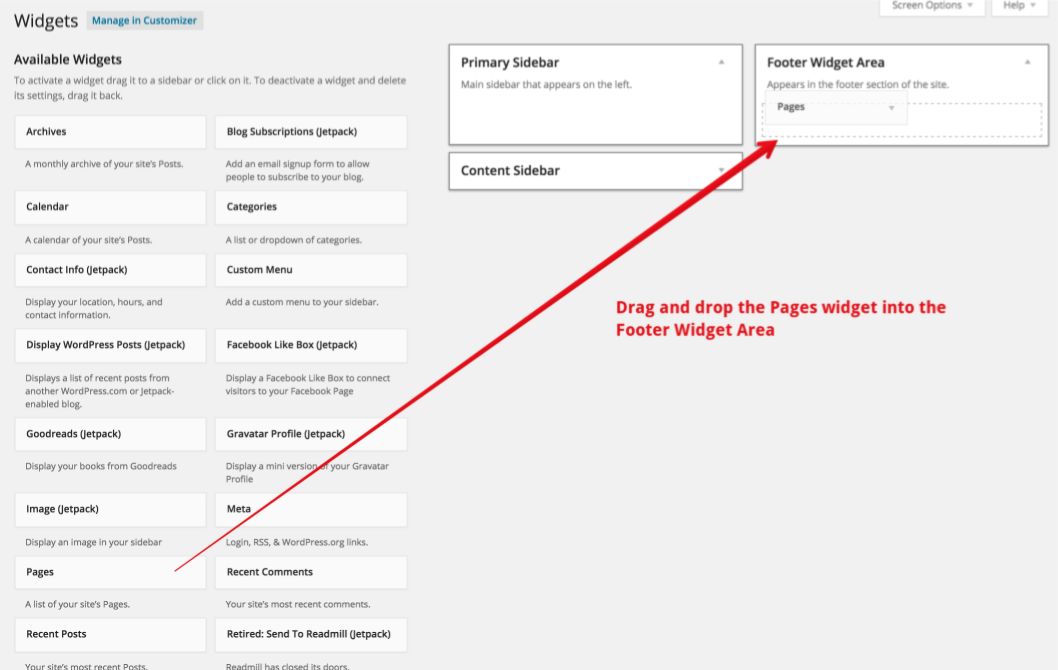 Screen Options
Help
Widgets
Manage in Customizer
Available Widgets
To activate a widget drag it to a sidebar or click on it. To deactivate a widget and delete
its settings, drag it back.
Archives
A monthly archive of your site's Posts.
Blog Subscriptions (Jetpack)
Add an email signup form to allow
people to subscribe to your blog.
Calendar
A calendar of your site's Posts.
Categories
A list or dropdown of categories.
Contact Info (Jetpack)
Display your location, hours, and
contact information.
Custom Menu
Add a custom menu to your sidebar.
Display WordPress Posts (Jetpack)
Displays a list of recent posts from
another WordPress.com or Jetpack-
enabled blog.
Facebook Like Box (Jetpack)
Display a Facebook Like Box to connect
visitors to your Facebook Page
Goodreads (Jetpack)
Display your books from Goodreads
Gravatar Profile (Jetpack)
Display a mini version of your Gravatar
Profile
Image (Jetpack)
Display an image in your sidebar
Meta
Login, RSS, & WordPress.org links.
Pages
A list of your site's Pages.
Recent Comments
Your site's most recent comments.
Recent Posts
Your site's most recent Posts.
Retired: Send To Readmill (Jetpack)
Readmill has closed its doors.
Primary Sidebar
Main sidebar that appears on the left.
Content Sidebar
Footer Widget Area
Appears in the footer section of the site.
Pages
Drag and drop the Pages widget into the
Footer Widget Area